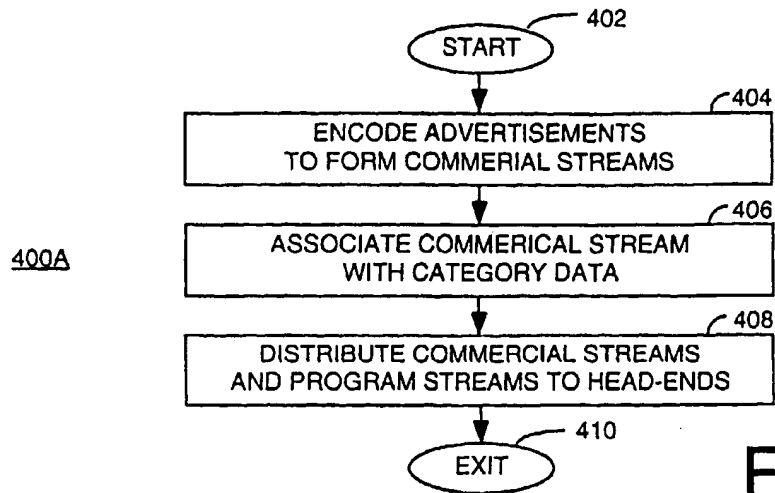 402
START
404
ENCODE ADVERTISEMENTS
TO FORM COMMERIAL STREAMS
406
400A
ASSOCIATE COMMERICAL STREAM
WITH CATEGORY DATA
408
DISTRIBUTE COMMERCIAL STREAMS
AND PROGRAM STREAMS TO HEAD-ENDS
410
EXIT
F